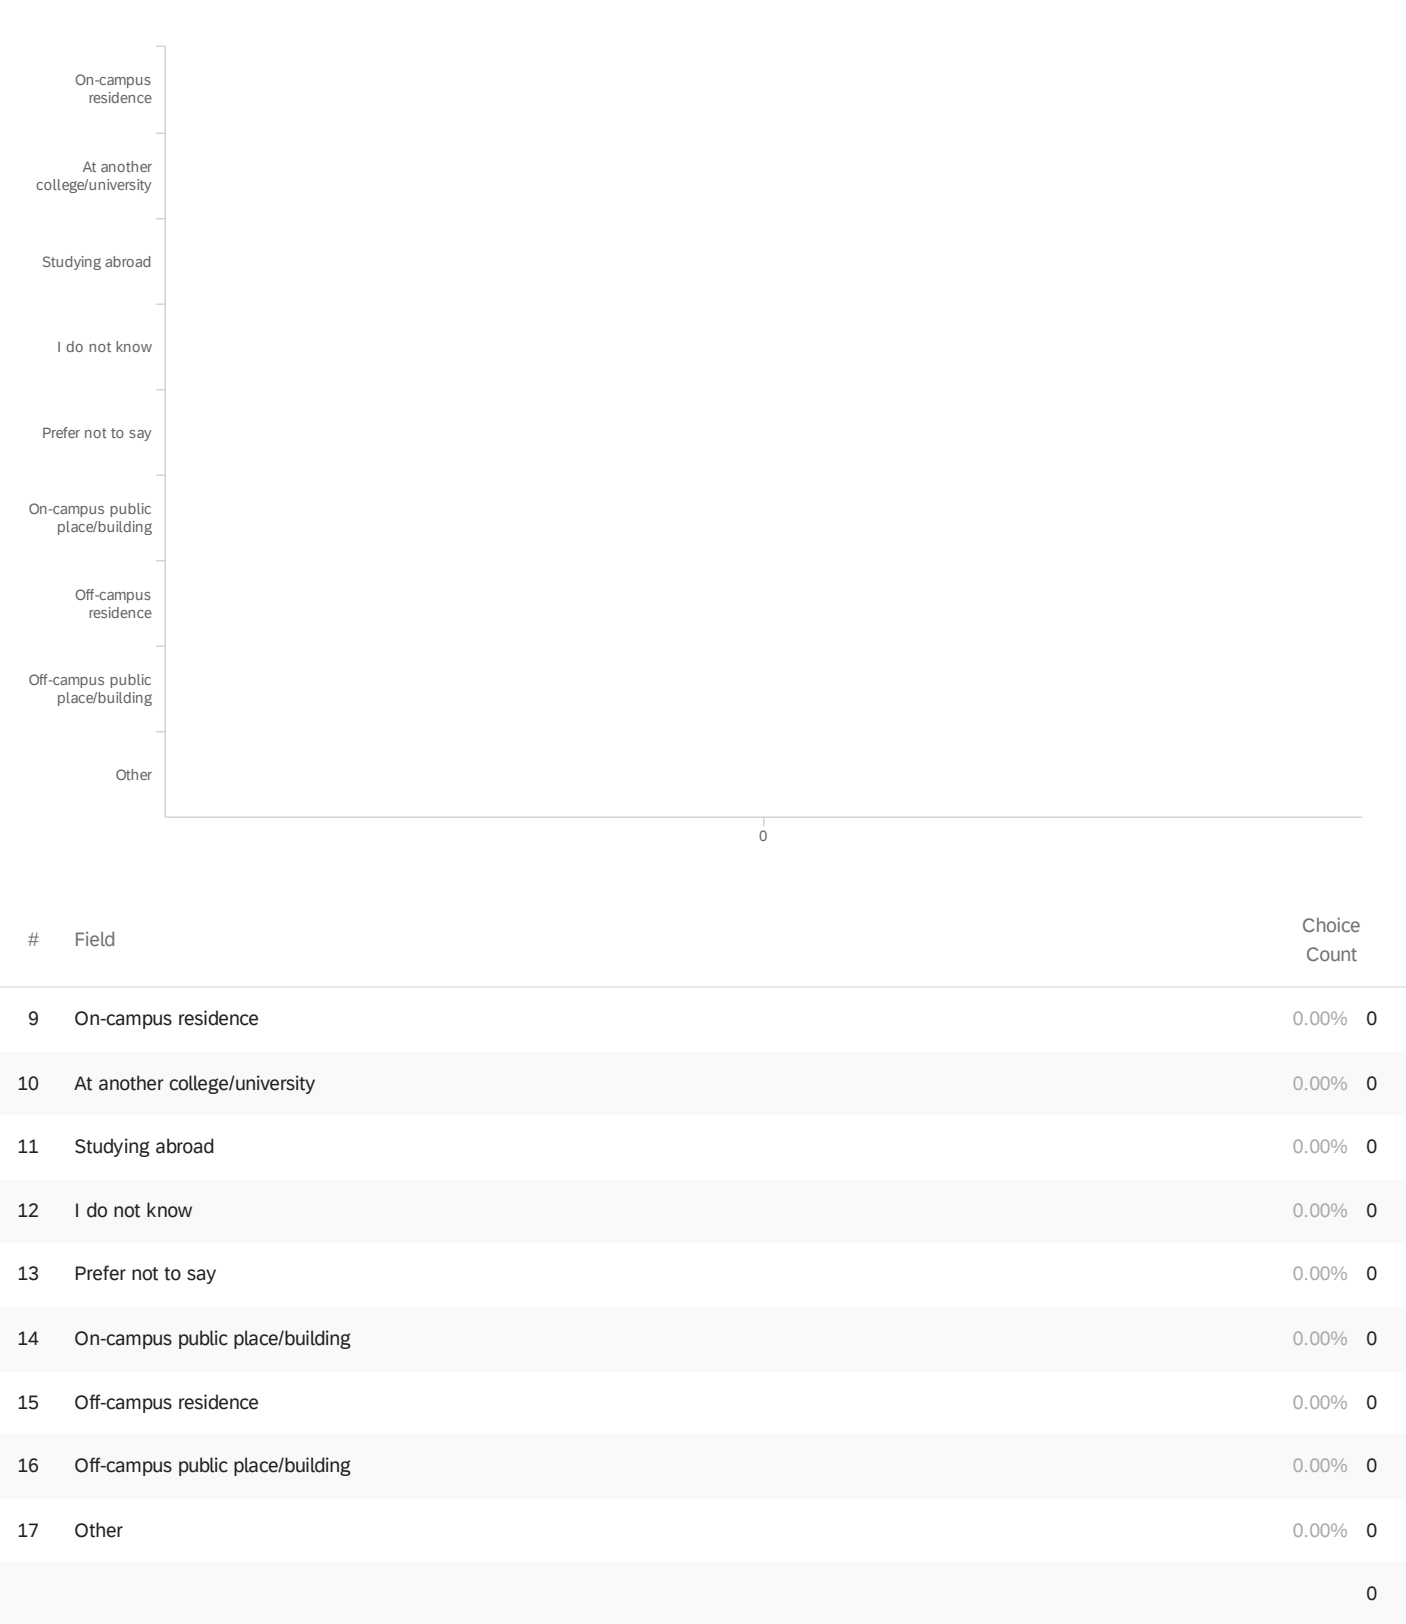 On-campus
residence
At another
college/university
Studying abroad
I do not know
Prefer not to say
On-campus public
place/building
Off-campus
residence
Off-campus public
place/building
Other
0
# Field Choice
Count
9 On-campus residence 0.00% 0
10 At another college/university 0.00% 0
11 Studying abroad 0.00% 0
12 I do not know 0.00% 0
13 Prefer not to say 0.00% 0
14 On-campus public place/building 0.00% 0
15 Off-campus residence 0.00% 0
16 Off-campus public place/building 0.00% 0
17 Other 0.00% 0
0